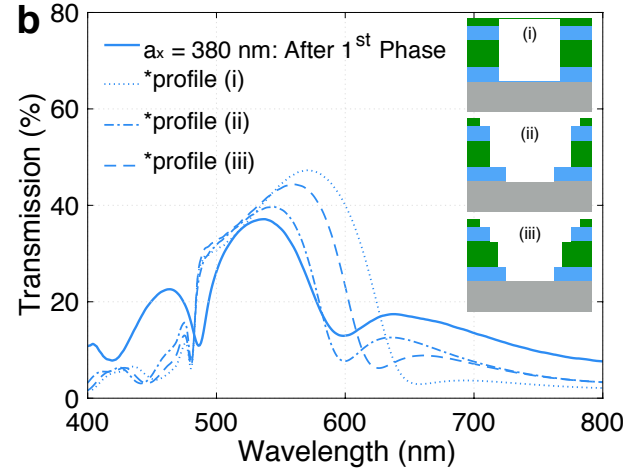 b
aₓ = 380 nm: After 1ˢᵗ Phase
*profile (i)
*profile (ii)
*profile (iii)
(i)
(ii)
(iii)
80
60
40
20
0
Transmission (%)
400
500
600
700
800
Wavelength (nm)